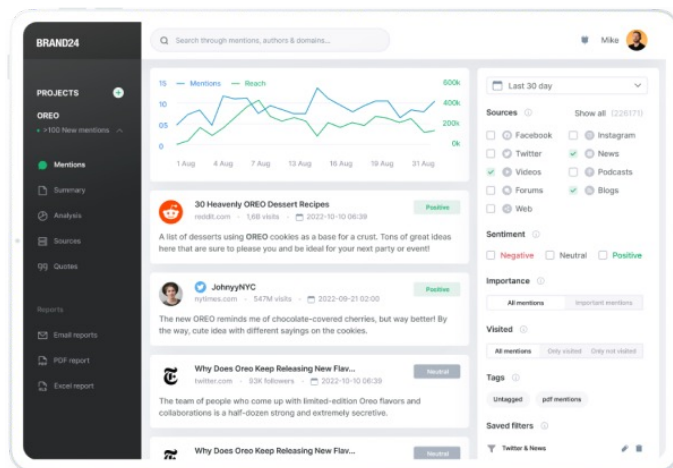 BRAND24
Search through mentions, authors & domains...
Mike
PROJECTS
OREO
>100 New mentions
Mentions
Summary
Analysis
Sources
Quotes
Reports
Email reports
PDF report
Excel report
15 Mentions Reach 600k
10 400k
05 200k
0 0k
1 Aug 4 Aug 7 Aug 13 Aug 16 Aug 19 Aug 31 Aug
30 Heavenly OREO Dessert Recipes
Positive
reddit.com 1,6B visits 2022-10-10 06:39
A list of desserts using OREO cookies as a base for a crust. Tons of great ideas
here that are sure to please you and be ideal for your next party or event!
JohnyyNYC
Positive
nytimes.com 547M visits 2022-09-21 02:00
The new OREO reminds me of chocolate-covered cherries, but way better! By
the way, cute idea with different sayings on the cookies.
Why Does Oreo Keep Releasing New Flav...
Neutral
twitter.com 93K followers 2022-10-10 06:39
The team of people who come up with limited-edition Oreo flavors and
collaborations is a half-dozen strong and extremely secretive.
Why Does Oreo Keep Releasing New Flav...
Neutral
Last 30 day
Sources Show all (226171)
Facebook Instagram
Twitter News
Videos Podcasts
Forums Blogs
Web
Sentiment
Negative Neutral Positive
Importance
All mentions Important mentions
Visited
All mentions Only visited Only not visited
Tags
Untagged pdf mentions
Saved filters
Twitter & News